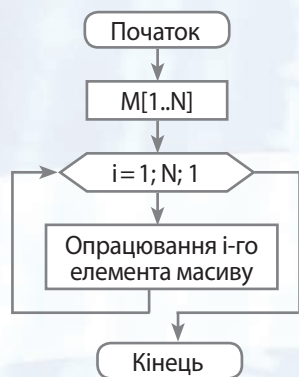 Початок
M[1..N]
i = 1; N; 1
Опрацювання i-го
елемента масиву
Кінець